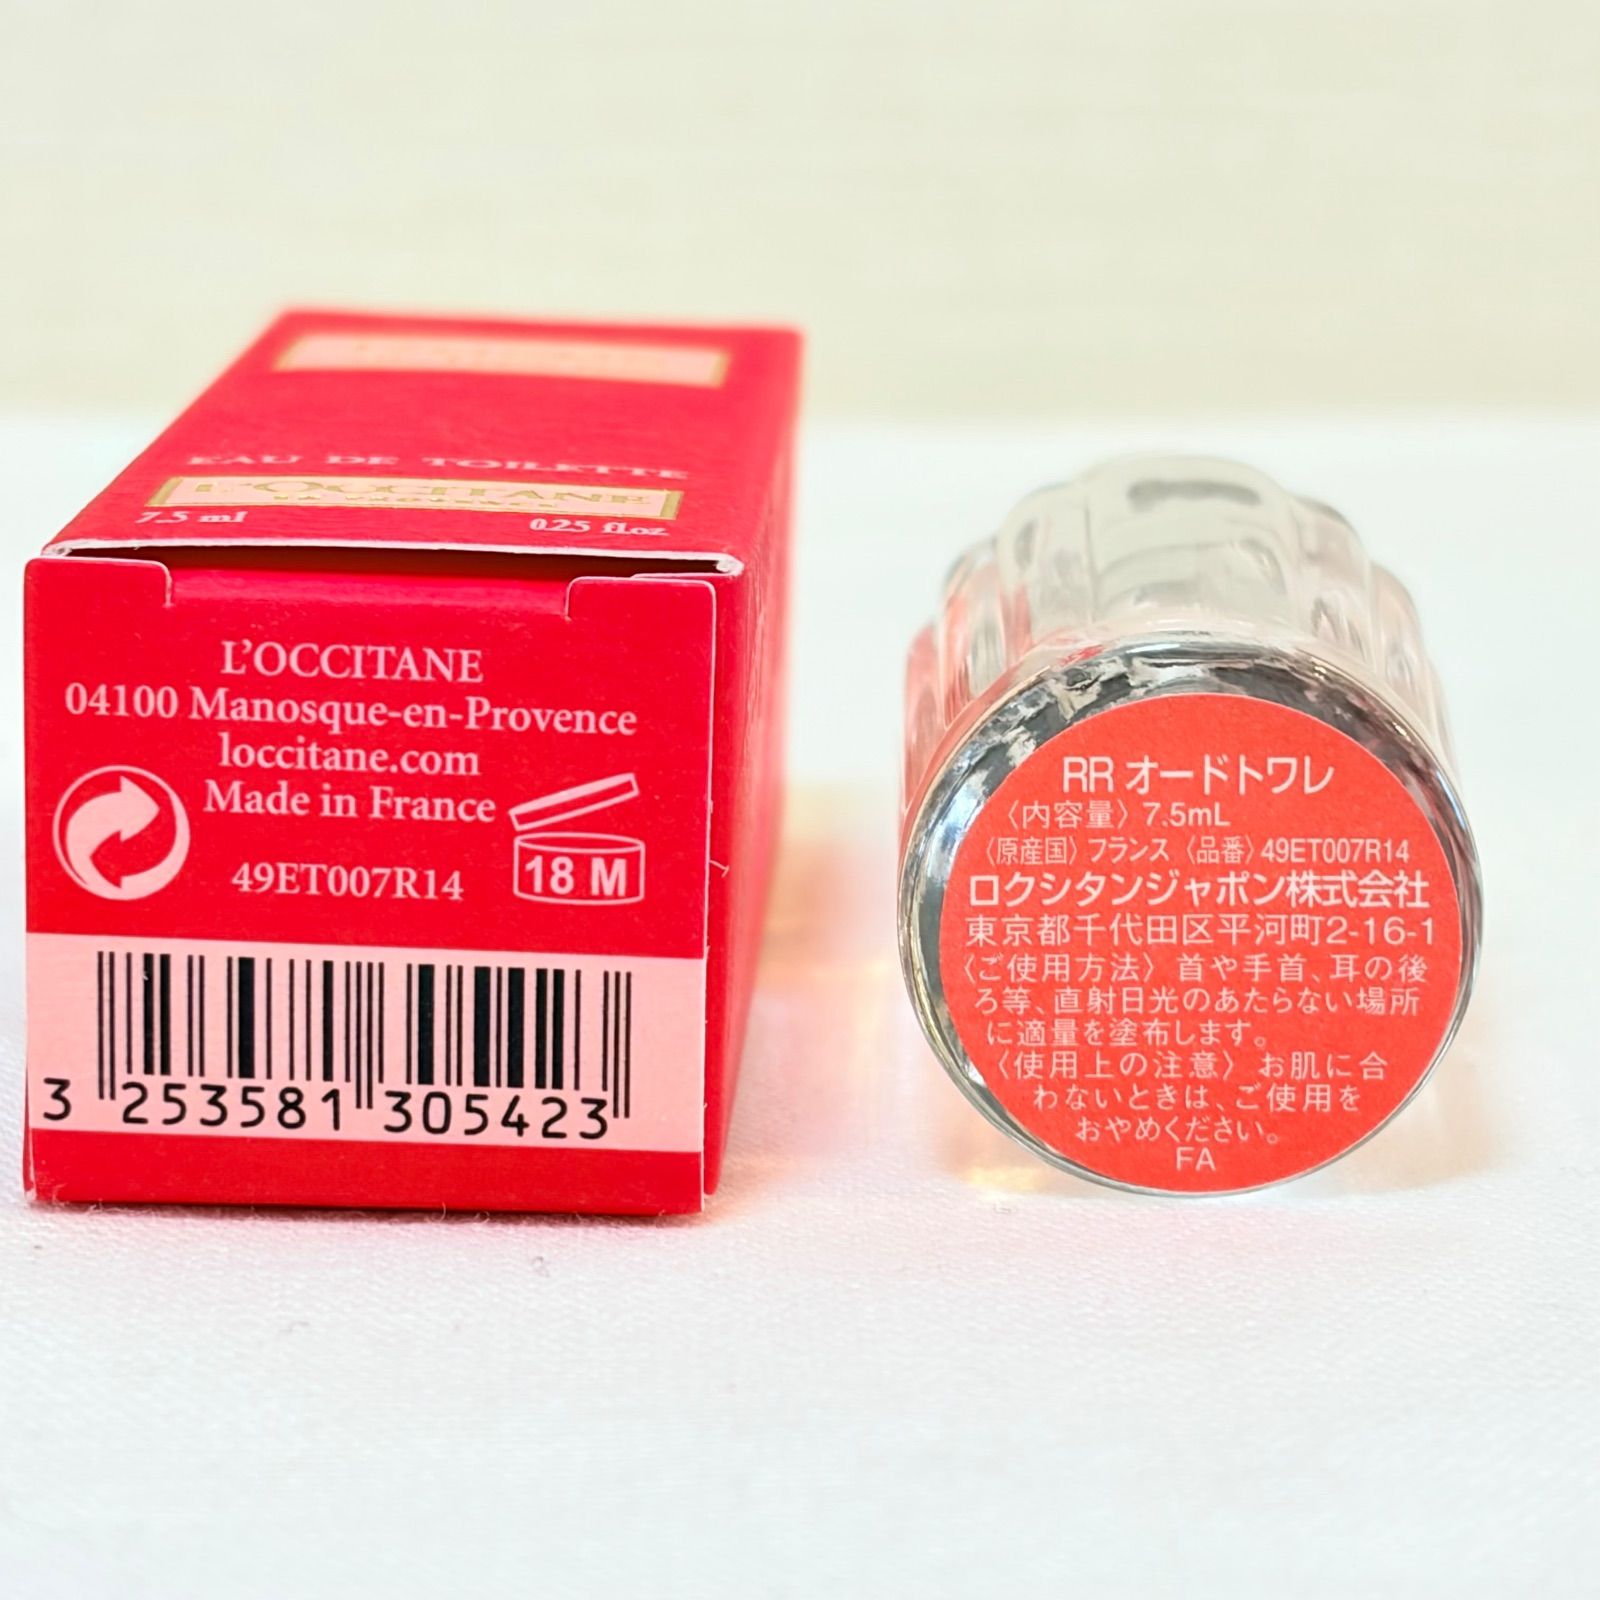 EAU DE TOILETTE
L'OCCITANE
EN PROVENCE
7.5 ml 0.25 fl.oz
L'OCCITANE
04100 Manosque-en-Provence
loccitane.com
Made in France
49ET007R14
18 M
3 253581 305423
RR オードトワレ
〈内容量〉 7.5mL
〈原産国〉 フランス 〈品番〉 49ET007R14
ロクシタンジャポン株式会社
東京都千代田区平河町2-16-1
〈ご使用方法〉 首や手首、耳の後
ろ等、直射日光のあたらない場所
に適量を塗布します。
〈使用上の注意〉 お肌に合
わないときは、ご使用を
おやめください。
FA